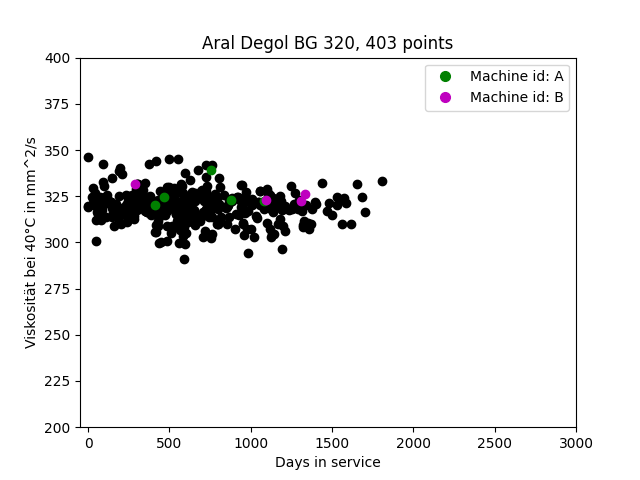 Aral Degol BG 320, 403 points
Machine id: A
Machine id: B
Viskosität bei 40°C in mm^2/s
400
375
350
325
300
275
250
225
200
0 500 1000 1500 2000 2500 3000
Days in service